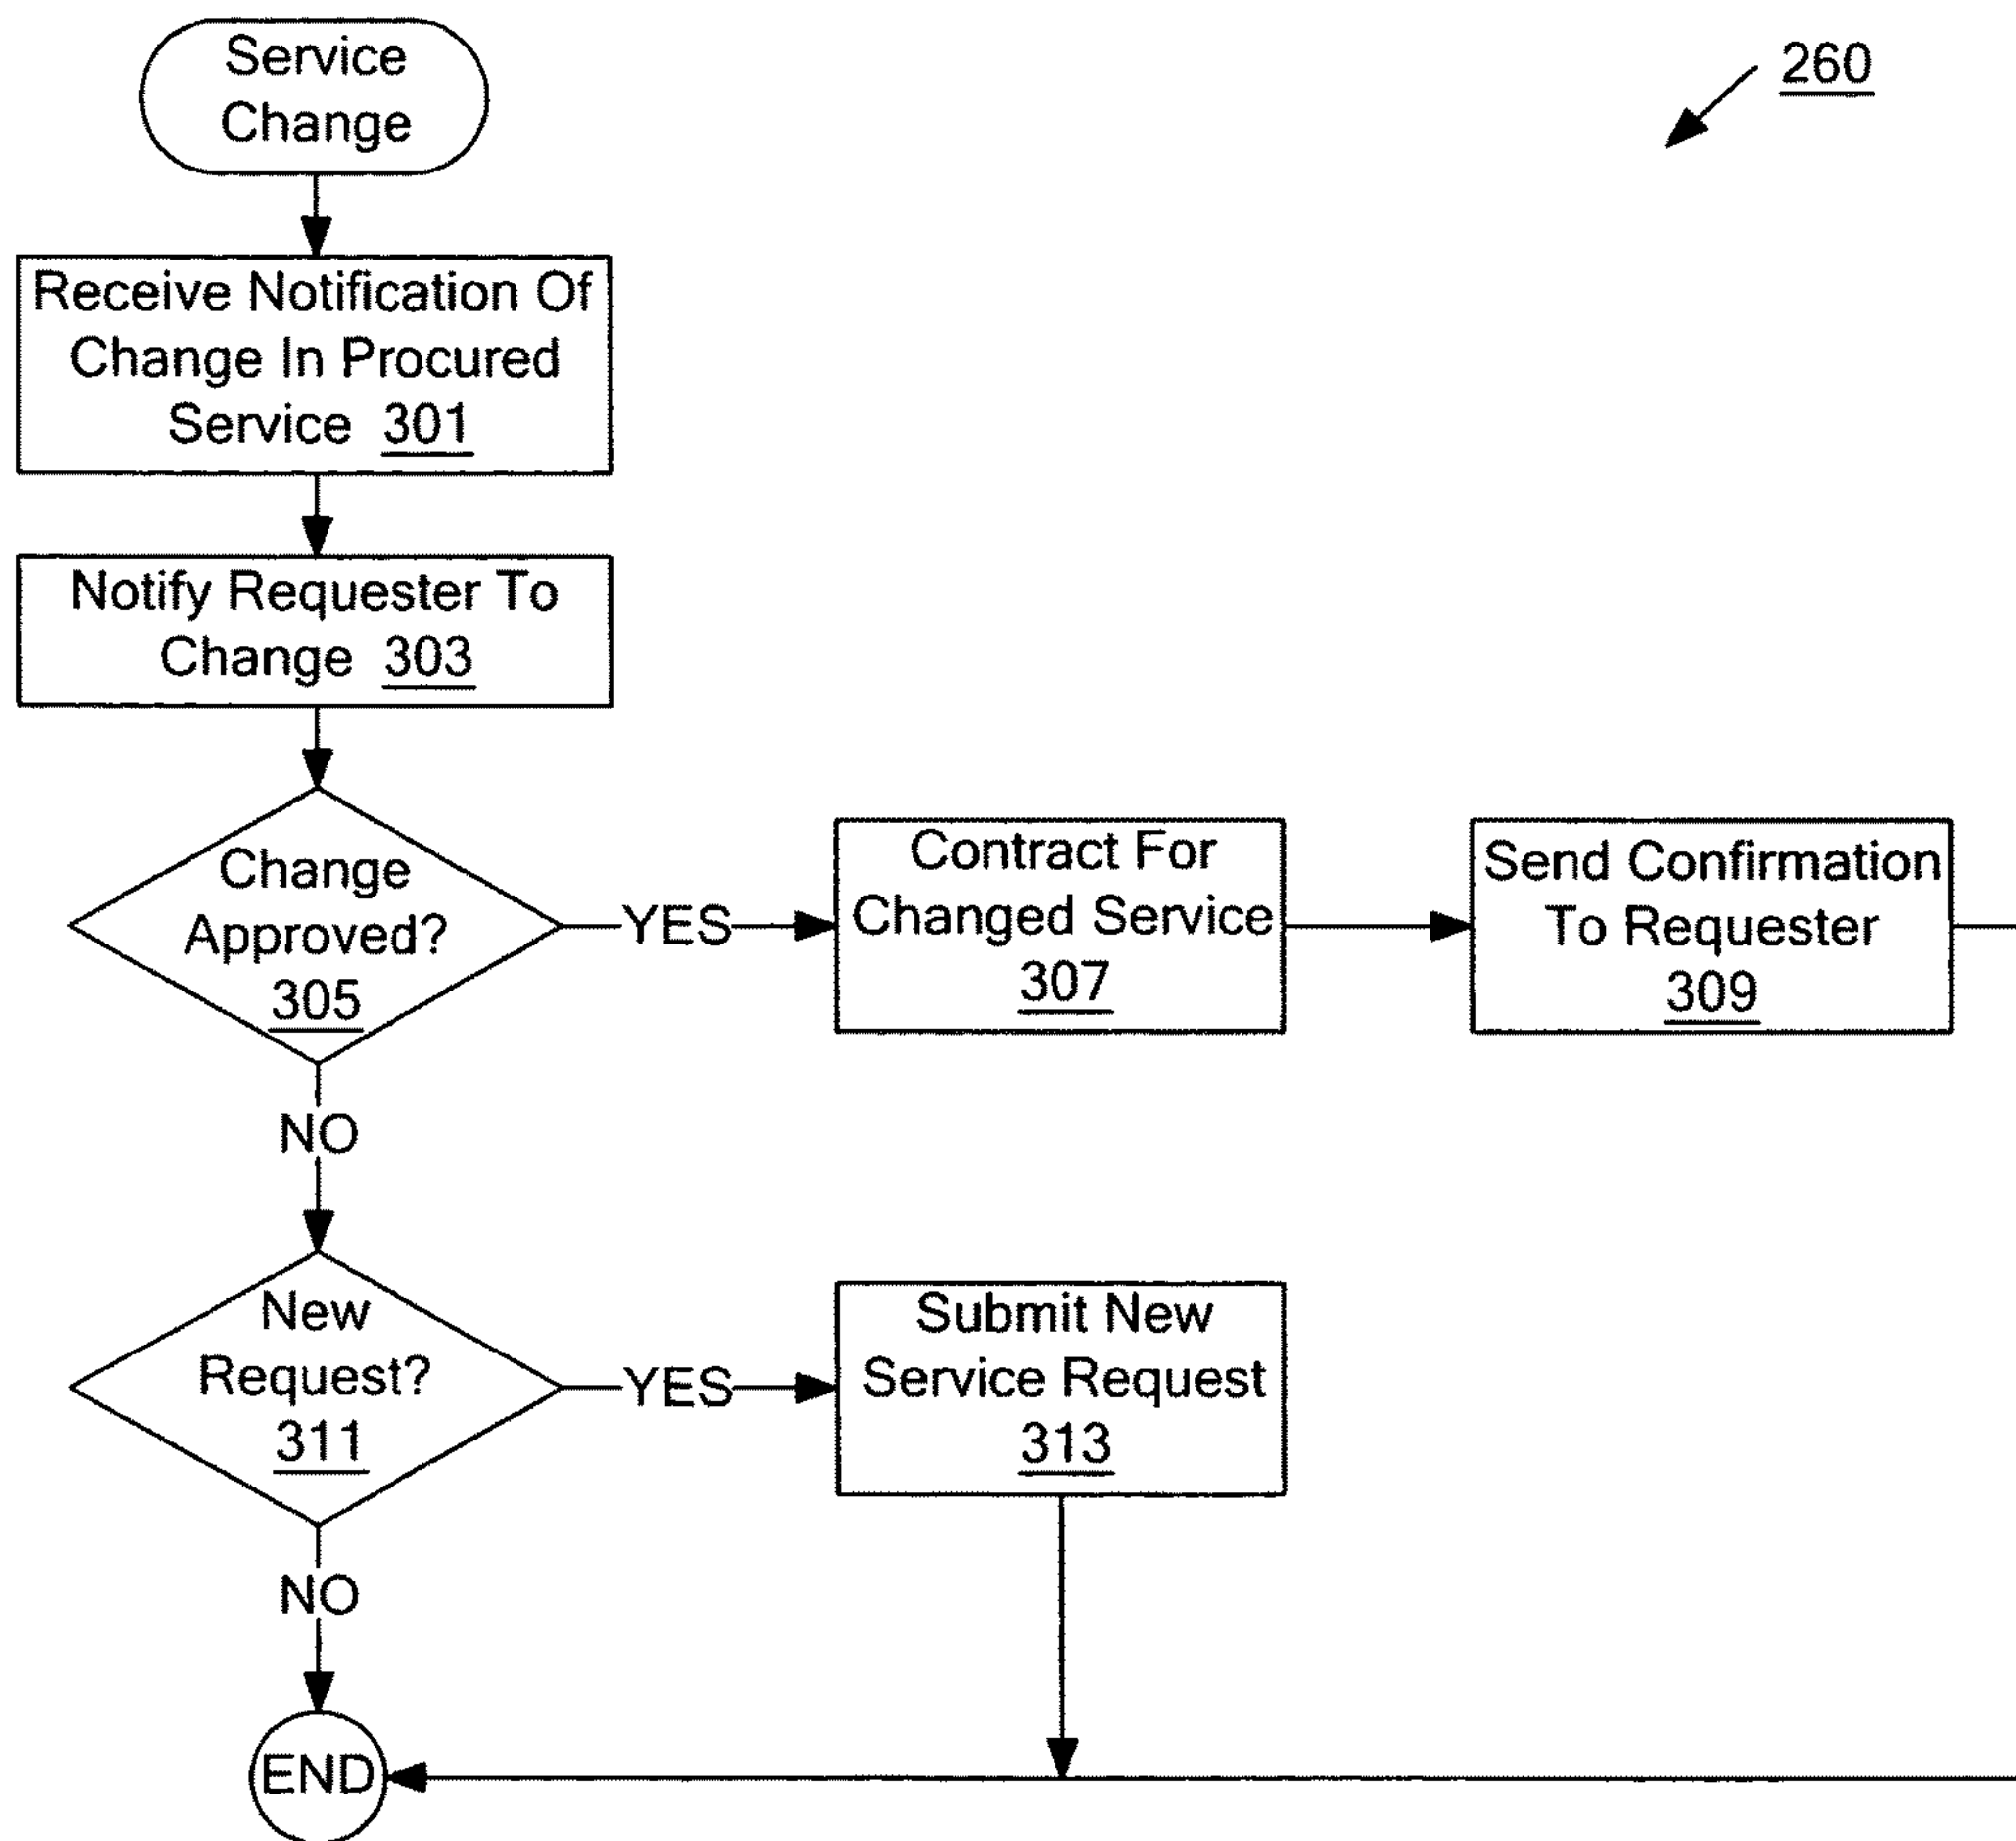 Service
Change
260
Receive Notification Of
Change In Procured
Service 301
Notify Requester To
Change 303
Change
Approved?
305
YES
Contract For
Changed Service
307
Send Confirmation
To Requester
309
NO
New
Request?
311
YES
Submit New
Service Request
313
NO
END